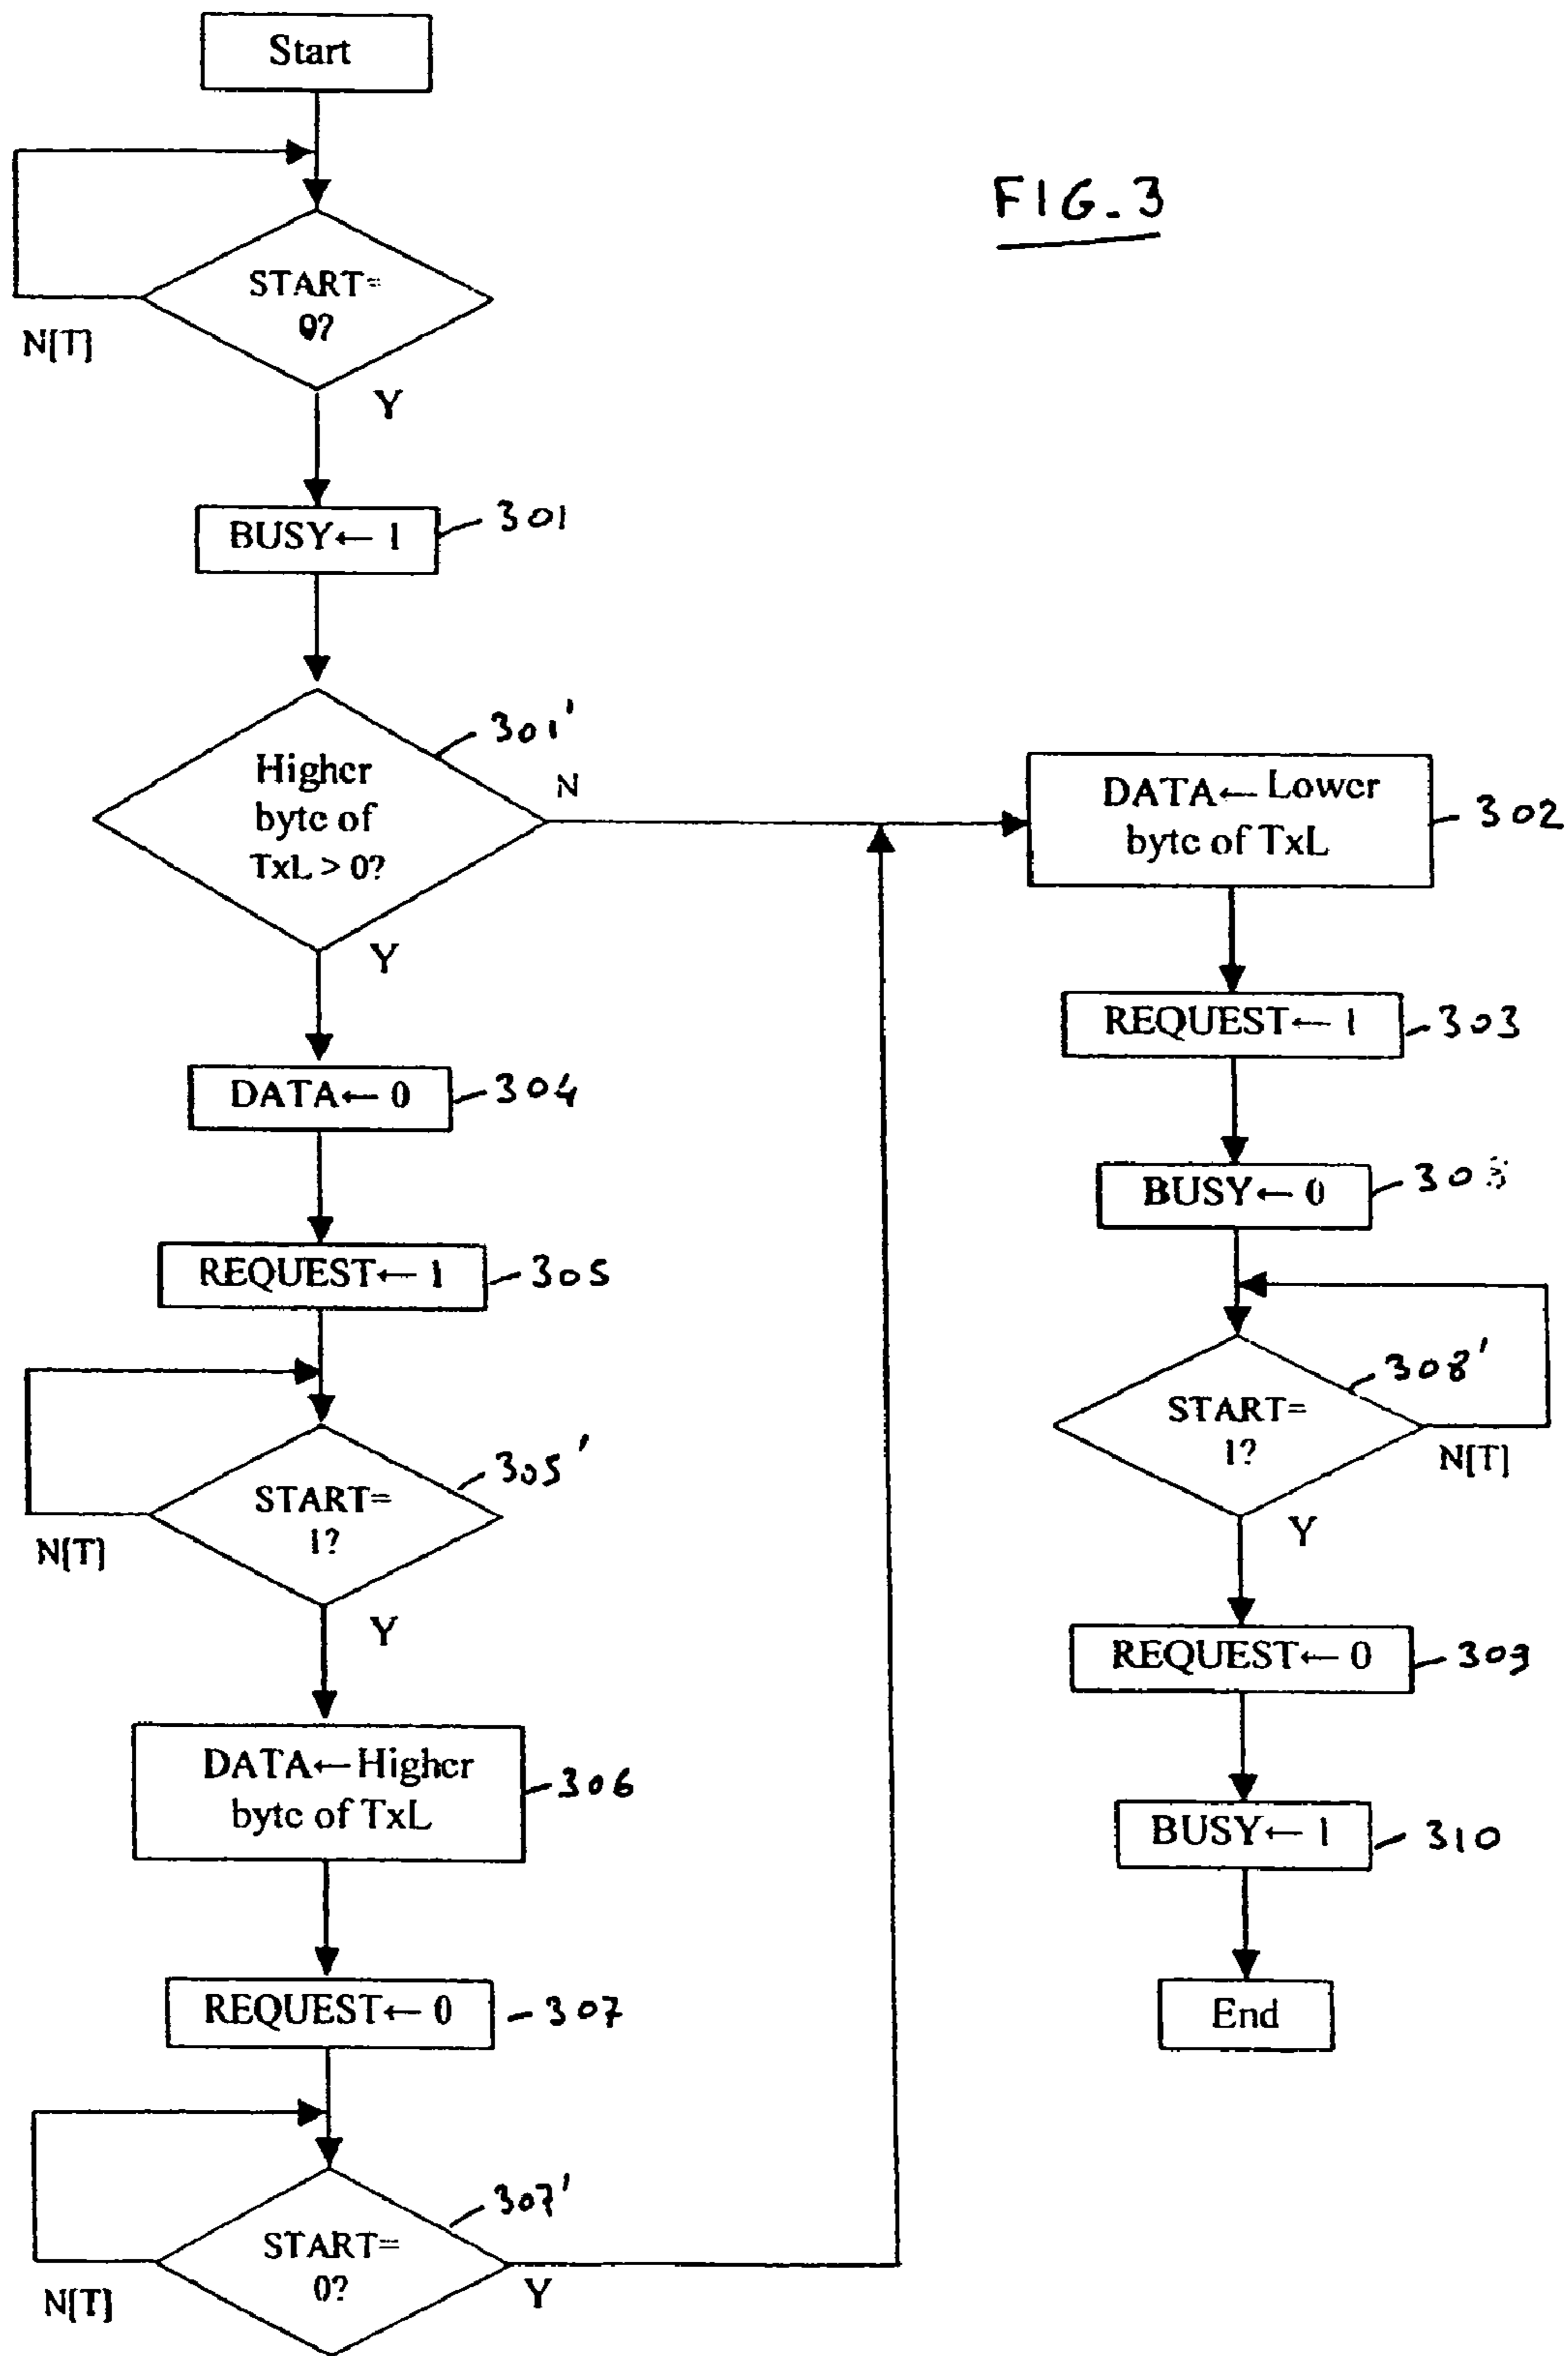 Start
FIG. 3
START=
0?
N[T]
Y
BUSY← 1
301
Higher
byte of
TxL > 0?
301'
N
Y
DATA← 0
304
REQUEST← 1
305
START=
1?
305'
N[T]
Y
DATA← Higher
byte of TxL
306
REQUEST← 0
307
START=
0?
307'
N[T]
Y
DATA← Lower
byte of TxL
302
REQUEST← 1
303
BUSY← 0
START=
1?
308'
N[T]
Y
REQUEST← 0
309
BUSY← 1
310
End